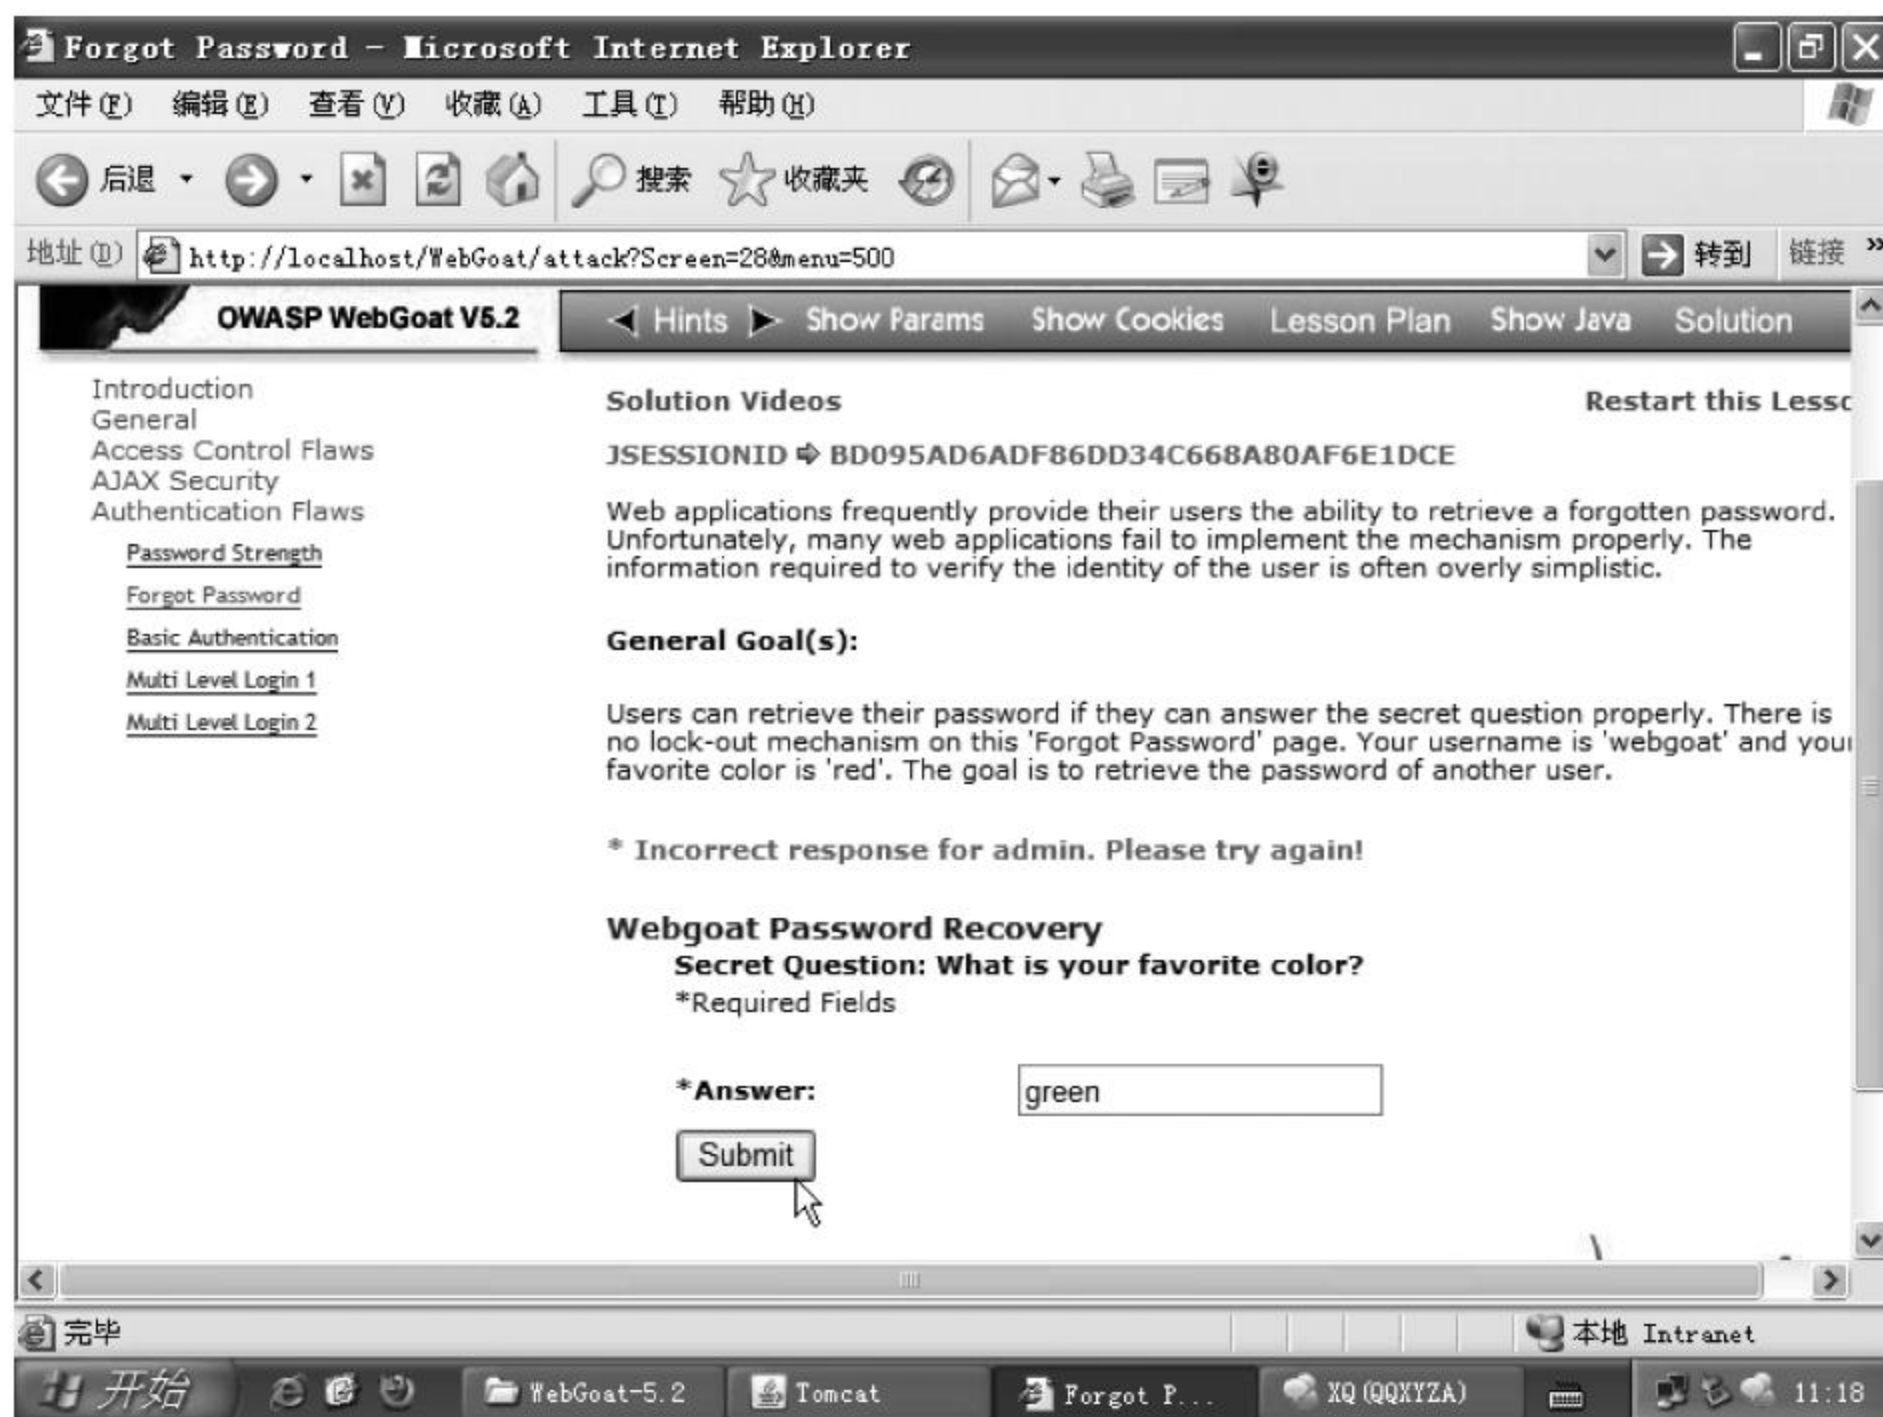 Forgot Password - Microsoft Internet Explorer
文件(F) 编辑(E) 查看(V) 收藏(A) 工具(T) 帮助(H)
后退 搜索 收藏夹
地址(D) http://localhost/WebGoat/attack?Screen=28&menu=500 转到 链接 »
OWASP WebGoat V5.2 Hints Show Params Show Cookies Lesson Plan Show Java Solution
Introduction
General
Access Control Flaws
AJAX Security
Authentication Flaws
Password Strength
Forgot Password
Basic Authentication
Multi Level Login 1
Multi Level Login 2
Solution Videos Restart this Lesso
JSESSIONID ➩ BD095AD6ADF86DD34C668A80AF6E1DCE
Web applications frequently provide their users the ability to retrieve a forgotten password.
Unfortunately, many web applications fail to implement the mechanism properly. The
information required to verify the identity of the user is often overly simplistic.
General Goal(s):
Users can retrieve their password if they can answer the secret question properly. There is
no lock-out mechanism on this 'Forgot Password' page. Your username is 'webgoat' and your
favorite color is 'red'. The goal is to retrieve the password of another user.
* Incorrect response for admin. Please try again!
Webgoat Password Recovery
Secret Question: What is your favorite color?
*Required Fields
*Answer: green
Submit
完毕 本地 Intranet
开始 WebGoat-5.2 Tomcat Forgot P... XQ(QQXYZA) 11:18